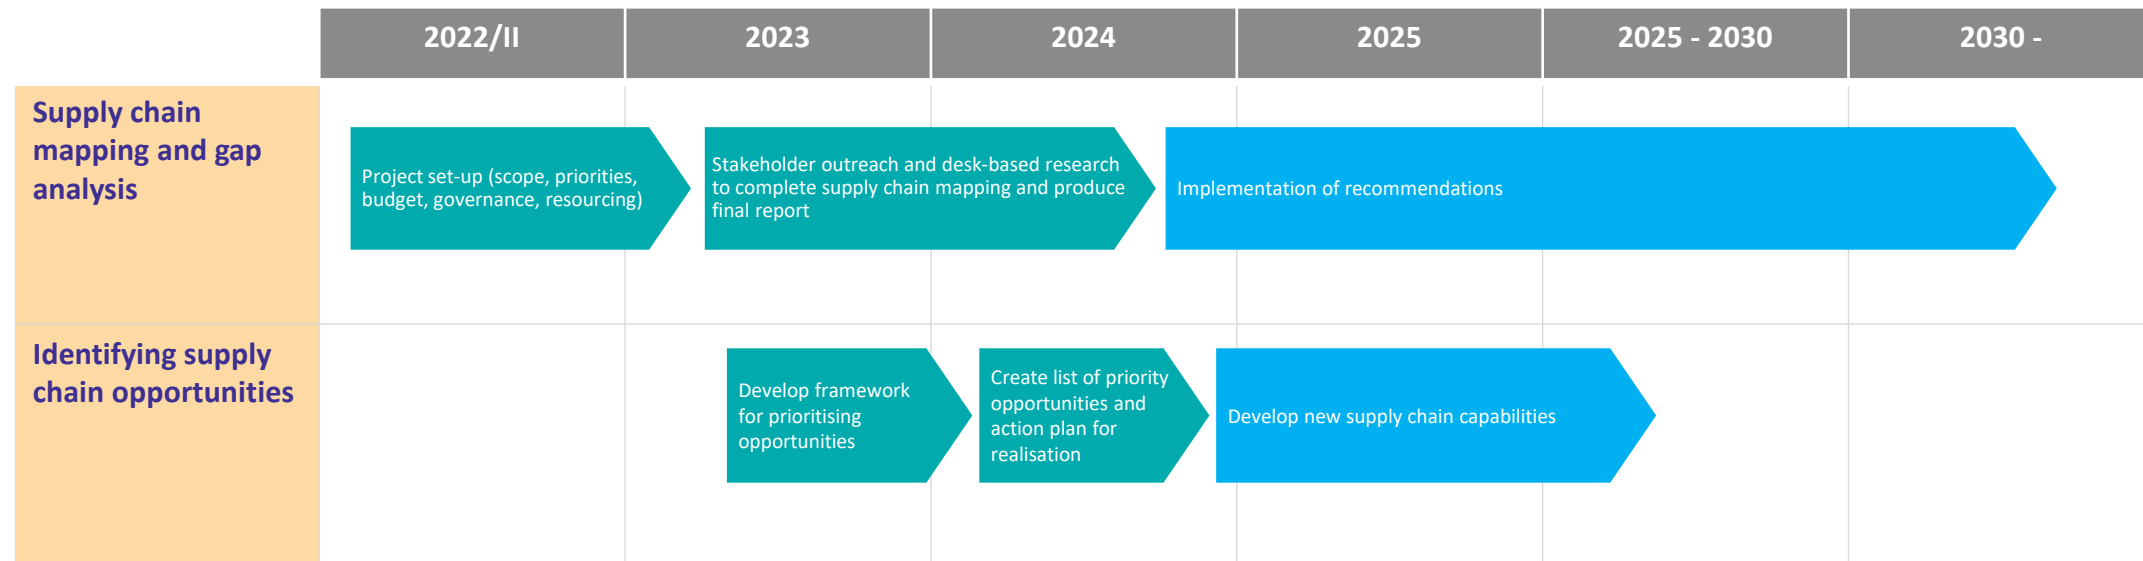 2022/II
2023
2024
2025
2025 - 2030
2030 -
Supply chain
mapping and gap
analysis
Project set-up (scope, priorities,
budget, governance, resourcing)
Stakeholder outreach and desk-based research
to complete supply chain mapping and produce
final report
Implementation of recommendations
Identifying supply
chain opportunities
Develop framework
for prioritising
opportunities
Create list of priority
opportunities and
action plan for
realisation
Develop new supply chain capabilities